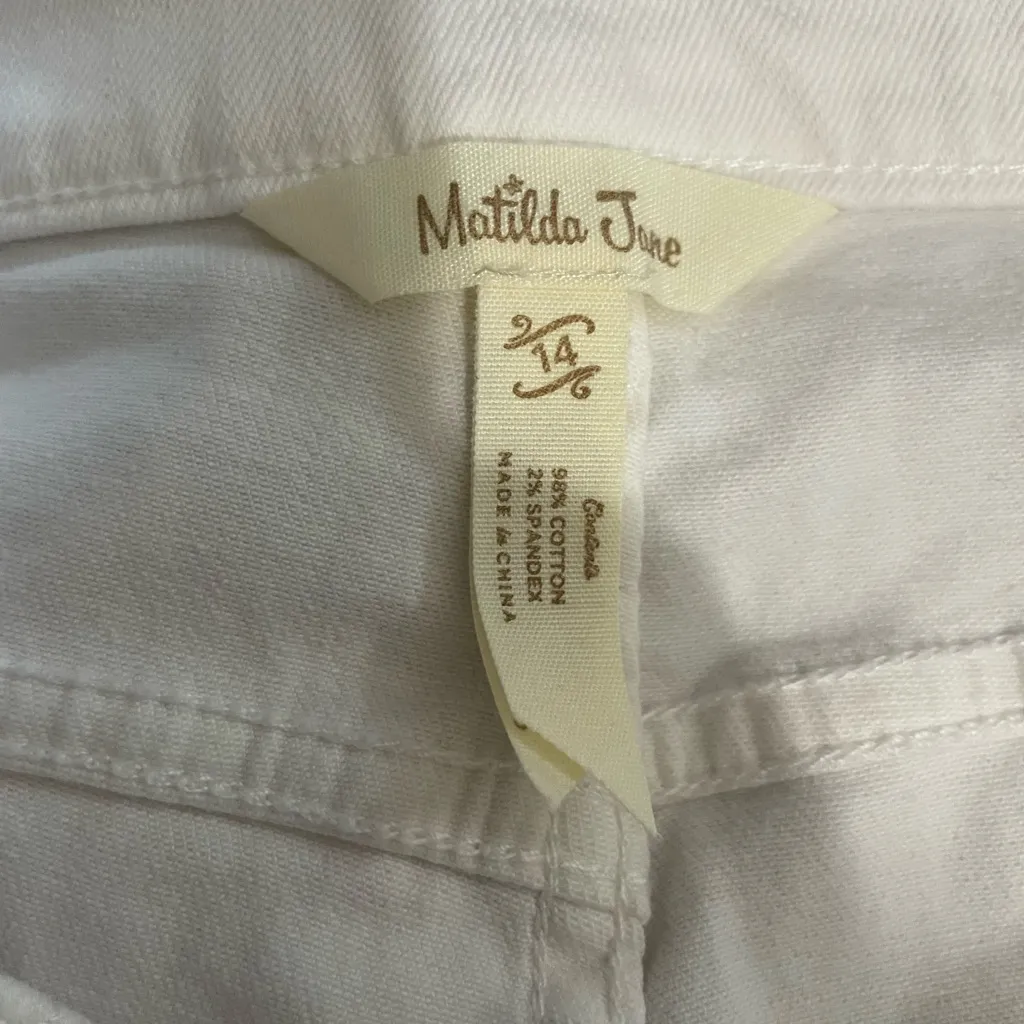 Matilda Jane
14
Contents
98% COTTON
2% SPANDEX
MADE in CHINA